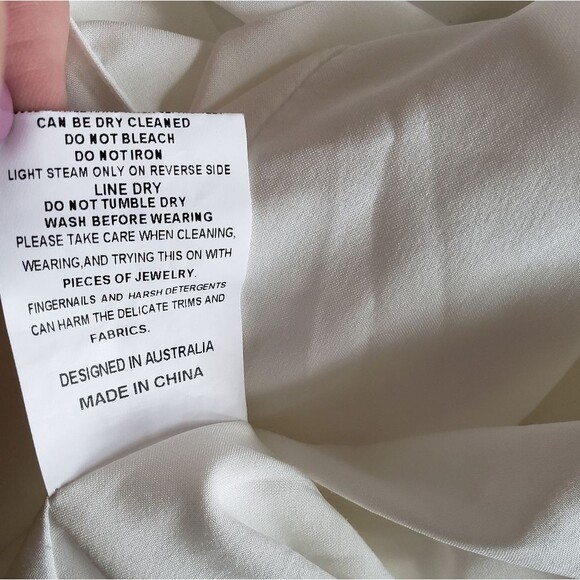 CAN BE DRY CLEANED
DO NOT BLEACH
DO NOT IRON
LIGHT STEAM ONLY ON REVERSE SIDE
LINE DRY
DO NOT TUMBLE DRY
WASH BEFORE WEARING
PLEASE TAKE CARE WHEN CLEANING,
WEARING,AND TRYING THIS ON WITH
PIECES OF JEWELRY.
FINGERNAILS AND HARSH DETERGENTS
CAN HARM THE DELICATE TRIMS AND
FABRICS.
DESIGNED IN AUSTRALIA
MADE IN CHINA